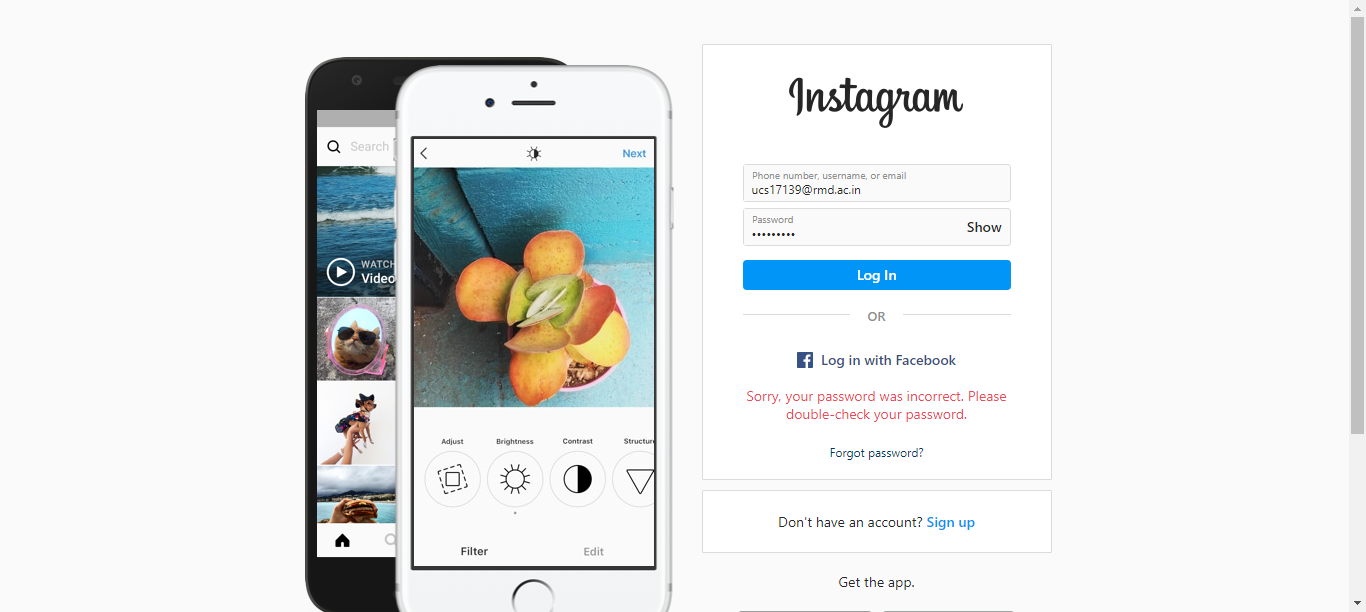 Search
WATCH
Video
Next
Adjust
Brightness
Contrast
Structure
Filter
Edit
Instagram
Phone number, username, or email
ucs17139@rmd.ac.in
Password
•••••••••
Show
Log In
OR
Log in with Facebook
Sorry, your password was incorrect. Please
double-check your password.
Forgot password?
Don't have an account? Sign up
Get the app.